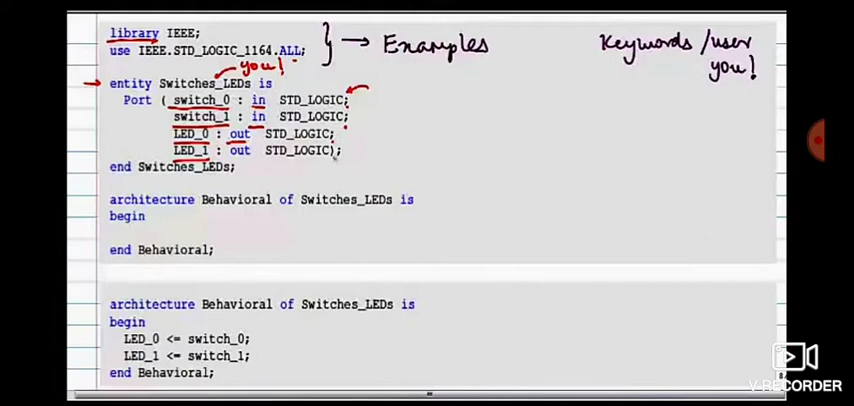 library IEEE;
use IEEE.STD_LOGIC_1164.ALL;
} → Examples
Keywords /user
you!
you!
entity Switches_LEDs is
Port ( switch_0 : in STD_LOGIC;
switch_1 : in STD_LOGIC;
LED_0 : out STD_LOGIC;
LED_1 : out STD_LOGIC);
end Switches_LEDs;
architecture Behavioral of Switches_LEDs is
begin
end Behavioral;
architecture Behavioral of Switches_LEDs is
begin
LED_0 <= switch_0;
LED_1 <= switch_1;
end Behavioral;
8
V-RECORDER